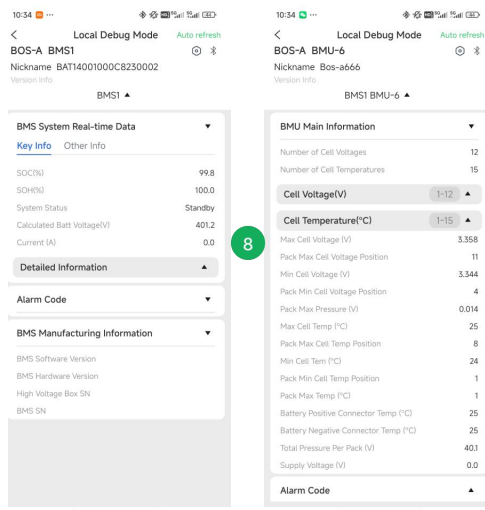 10:34
Local Debug Mode
Auto refresh
BOS-A BMS1
Nickname BAT14001000C8230002
Version Info
BMS1 ▲
BMS System Real-time Data ▼
Key Info Other Info
SOC(%) 99.8
SOH(%) 100.0
System Status Standby
Calculated Batt Voltage(V) 401.2
Current (A) 0.0
Detailed Information ▲
Alarm Code ▼
BMS Manufacturing Information ▼
BMS Software Version
BMS Hardware Version
High Voltage Box SN
BMS SN
8
10:34
Local Debug Mode
Auto refresh
BOS-A BMU-6
Nickname Bos-a666
Version Info
BMS1 BMU-6 ▲
BMU Main Information ▼
Number of Cell Voltages 12
Number of Cell Temperatures 15
Cell Voltage(V) 1-12 ▲
Cell Temperature(°C) 1-15 ▲
Max Cell Voltage (V) 3.358
Pack Max Cell Voltage Position 11
Min Cell Voltage (V) 3.344
Pack Min Cell Voltage Position 4
Pack Max Pressure (V) 0.014
Max Cell Temp (°C) 25
Pack Max Cell Temp Position 8
Min Cell Tem (°C) 24
Pack Min Cell Temp Position 1
Pack Max Temp (°C) 1
Battery Positive Connector Temp (°C) 25
Battery Negative Connector Temp (°C) 25
Total Pressure Per Pack (V) 40.1
Supply Voltage (V) 0.0
Alarm Code ▲